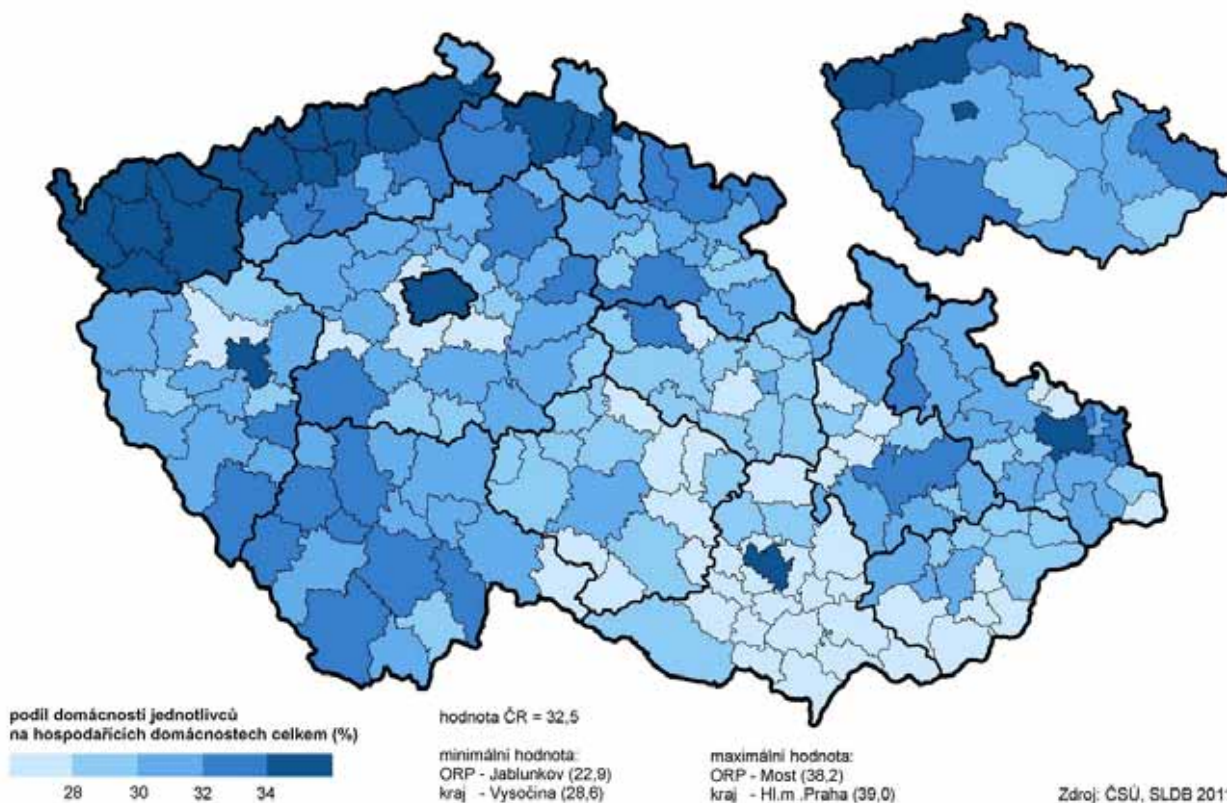 podíl domácností jednotlivců
na hospodařících domácnostech celkem (%)
28 30 32 34
hodnota ČR = 32,5
minimální hodnota:
ORP - Jablunkov (22,9)
kraj - Vysočina (28,6)
maximální hodnota:
ORP - Most (38,2)
kraj - Hl.m .Praha (39,0)
Zdroj: ČSÚ, SLDB 2011